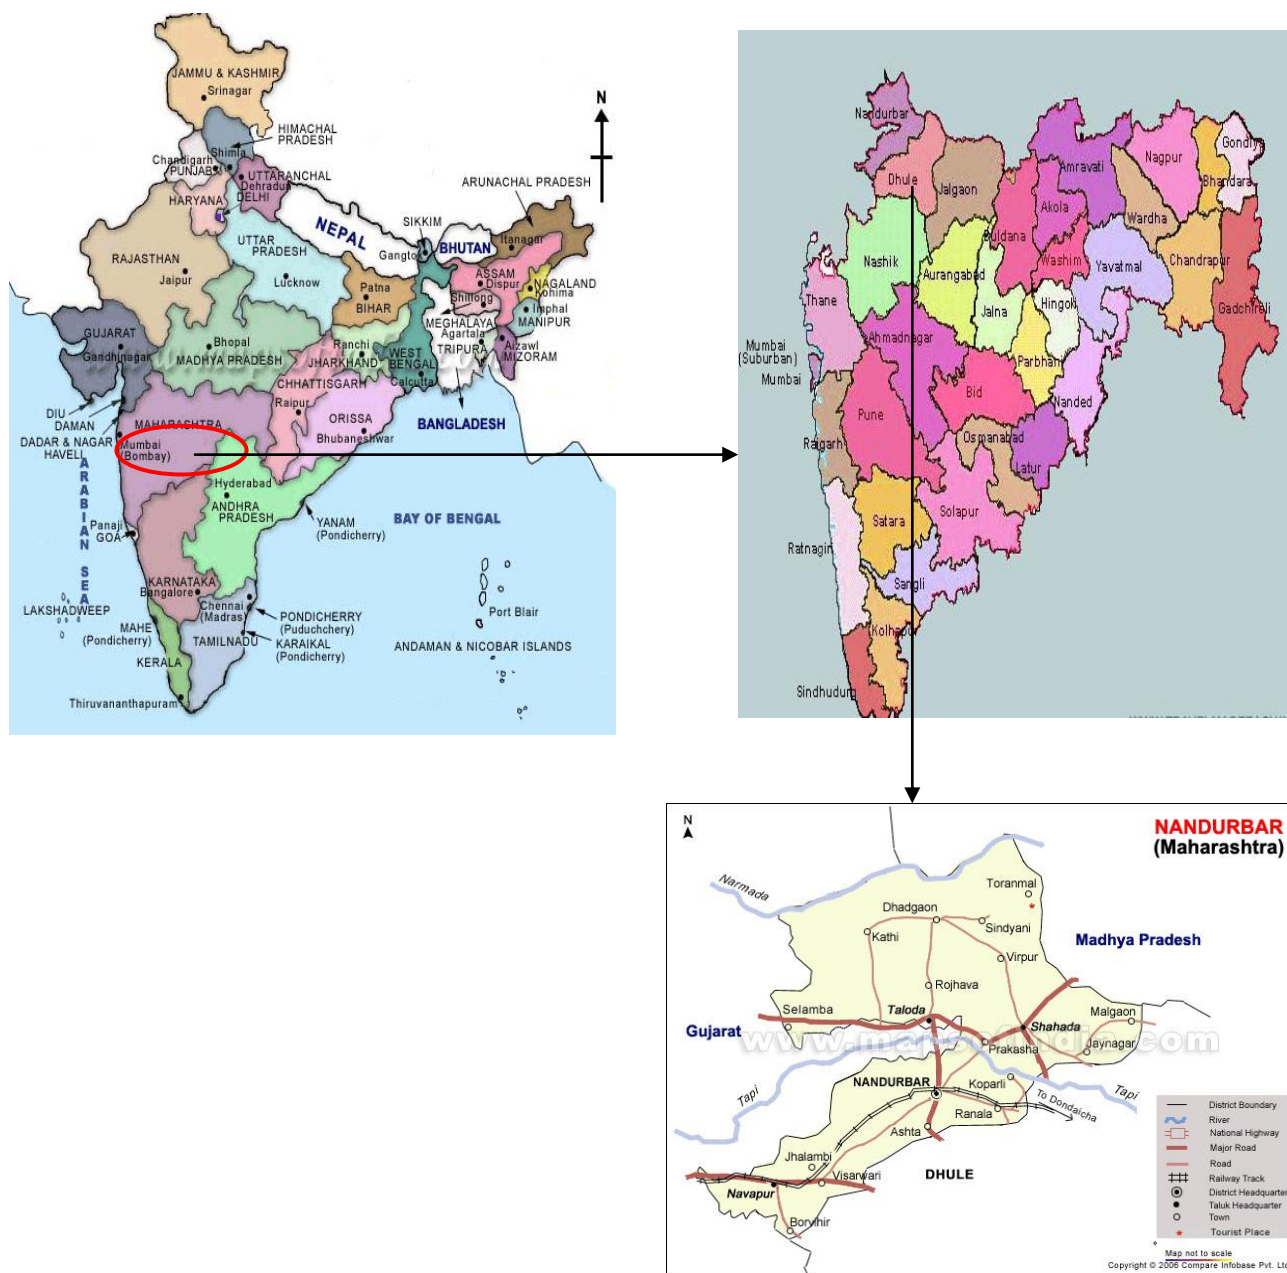 JAMMU & KASHMIR
Srinagar
HIMACHAL
PRADESH
Chandigarh
Shimla
PUNJAB
UTTARANCHAL
Dehradun
DELHI
HARYANA
N
ARUNACHAL PRADESH
SIKKIM
NEPAL
BHUTAN
Itanagar
Gangto
RAJASTHAN
Jaipur
UTTAR
PRADESH
Lucknow
Patna
BIHAR
ASSAM
Dispur
NAGALAND
Kohima
Shillong
Imphal
MANIPUR
MEGHALAYA
Agartala
TRIPURA
Aizawl
MIZORAM
GUJARAT
Gandhinagar
Bhopal
MADHYA PRADESH
Ranchi
JHARKHAND
WEST
BENGAL
Calcutta
CHHATTISGARH
Raipur
ORISSA
Bhubaneshwar
BANGLADESH
DIU
DAMAN
DADAR & NAGAR
HAVELI
MAHARASHTRA
Mumbai
(Bombay)
ARABIAN SEA
Hyderabad
ANDHRA
PRADESH
YANAM
(Pondicherry)
BAY OF BENGAL
Panaji
GOA
KARNATAKA
Bangalore
Chennai
(Madras)
PONDICHERRY
(Puduchchery)
KARAIKAL
(Pondicherry)
LAKSHADWEEP
MAHE
(Pondicherry)
TAMILNADU
KERALA
Thiruvananthapuram
Port Blair
ANDAMAN & NICOBAR ISLANDS
Nandurbar
Dhule
Jalgaon
Buldana
Akola
Amravati
Nagpur
Bhandara
Gondiy
Wardha
Washim
Yavatmal
Chandrapur
Gadchiroli
Nashik
Aurangabad
Jalna
Hingoli
Parbhani
Nanded
Thane
Mumbai
(Suburban)
Mumbai
Ahmadnagar
Bid
Pune
Raigarh
Osmanabad
Latur
Solapur
Satara
Ratnagiri
Sangli
Kolhapur
Sindhudurg
N
NANDURBAR
(Maharashtra)
Narmada
Toranmal
Dhadgaon
Sindyani
Kathi
Virpur
Madhya Pradesh
Rojhava
Selamba
Taloda
Shahada
Malgaon
Gujarat
www.mapsofindia.com
Prakasha
Jaynagar
NANDURBAR
Koparli
Tapi
Tapi
Ranala
To Dondaicha
Ashta
Jhalambi
Visarwari
DHULE
Navapur
Borvihir
District Boundary
River
National Highway
Major Road
Road
Railway Track
District Headquarter
Taluk Headquarter
Town
Tourist Place
Map not to scale
Copyright © 2006 Compare Infobase Pvt. Lt